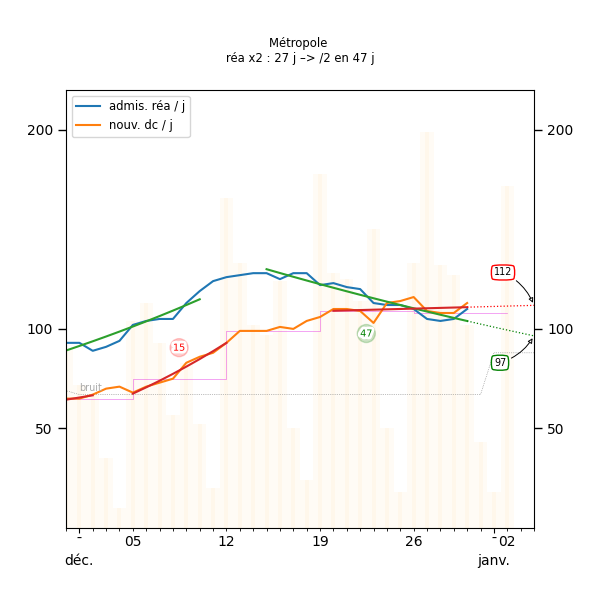 Métropole
réa x2 : 27 j –> /2 en 47 j
admis. réa / j
nouv. dc / j
200
200
112
100
100
15
47
97
bruit
50
50
-
05
12
19
26
-
02
déc.
janv.